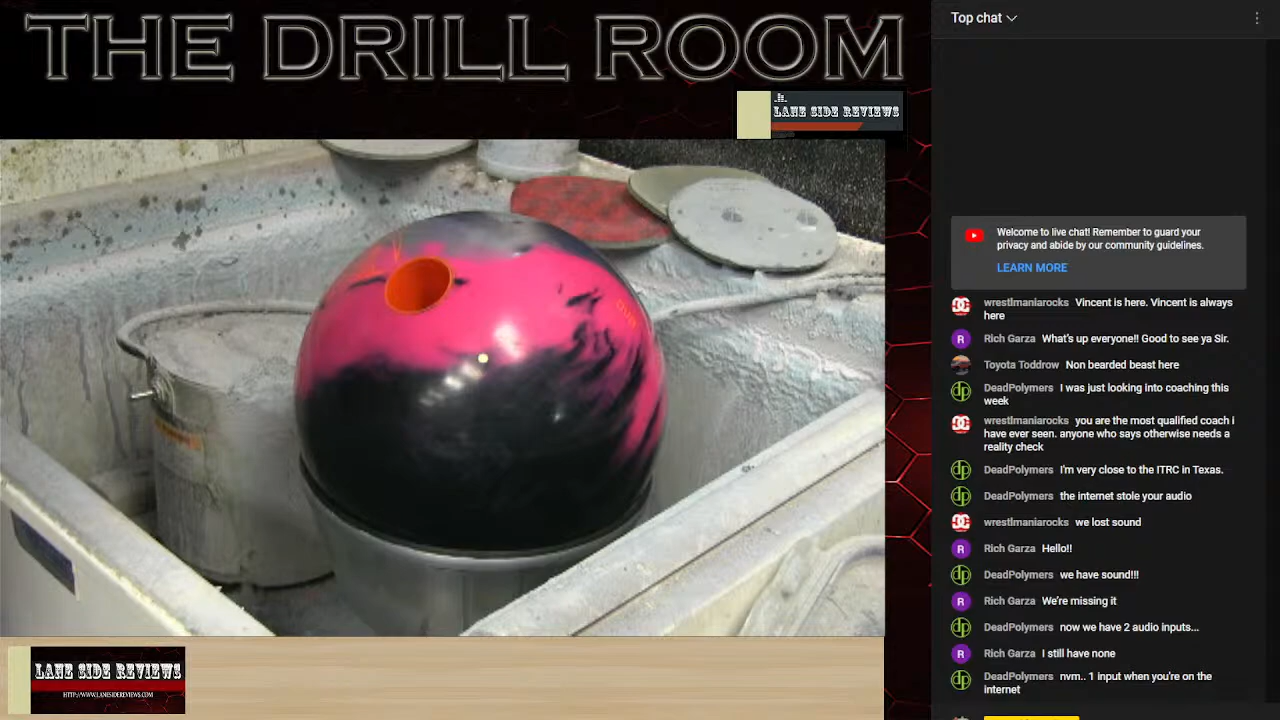 THE DRILL ROOM
LANE SIDE REVIEWS
LANE SIDE REVIEWS
HTTP://WWW.LANESIDEREVIEWS.COM
Top chat
Welcome to live chat! Remember to guard your
privacy and abide by our community guidelines.
LEARN MORE
wrestlmaniarocks Vincent is here. Vincent is always
here
R
Rich Garza What's up everyone!! Good to see ya Sir.
Toyota Toddrow Non bearded beast here
dp
DeadPolymers I was just looking into coaching this
week
wrestlmaniarocks you are the most qualified coach i
have ever seen. anyone who says otherwise needs a
reality check
dp
DeadPolymers I'm very close to the ITRC in Texas.
dp
DeadPolymers the internet stole your audio
wrestlmaniarocks we lost sound
R
Rich Garza Hello!!
dp
DeadPolymers we have sound!!!
R
Rich Garza We're missing it
dp
DeadPolymers now we have 2 audio inputs...
R
Rich Garza I still have none
dp
DeadPolymers nvm.. 1 input when you're on the
internet